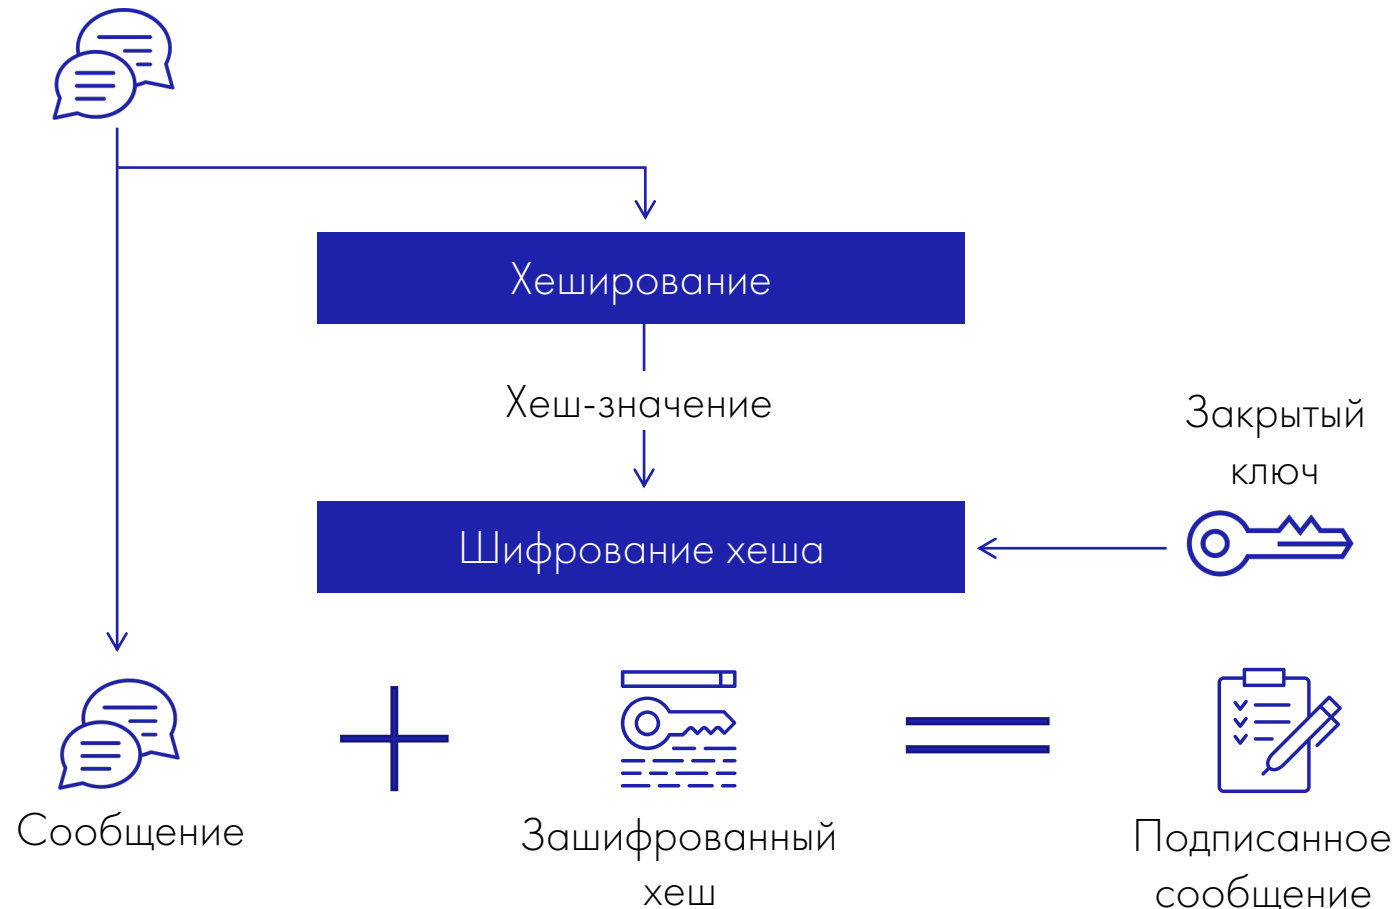 Хеширование
Хеш-значение
Закрытый
ключ
Шифрование хеша
Сообщение
Зашифрованный
хеш
Подписанное
сообщение